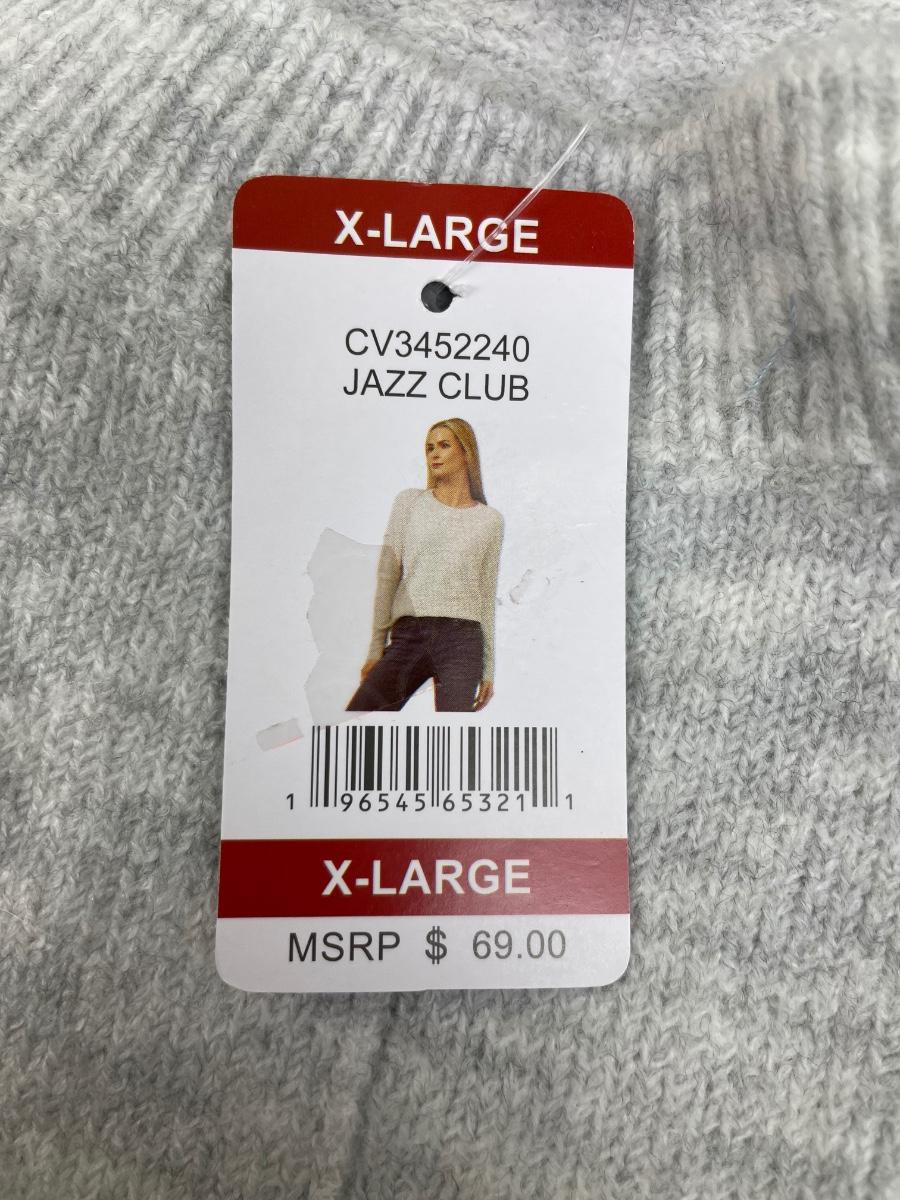 X-LARGE
CV3452240
JAZZ CLUB
1 96545 65321 1
X-LARGE
MSRP $ 69.00